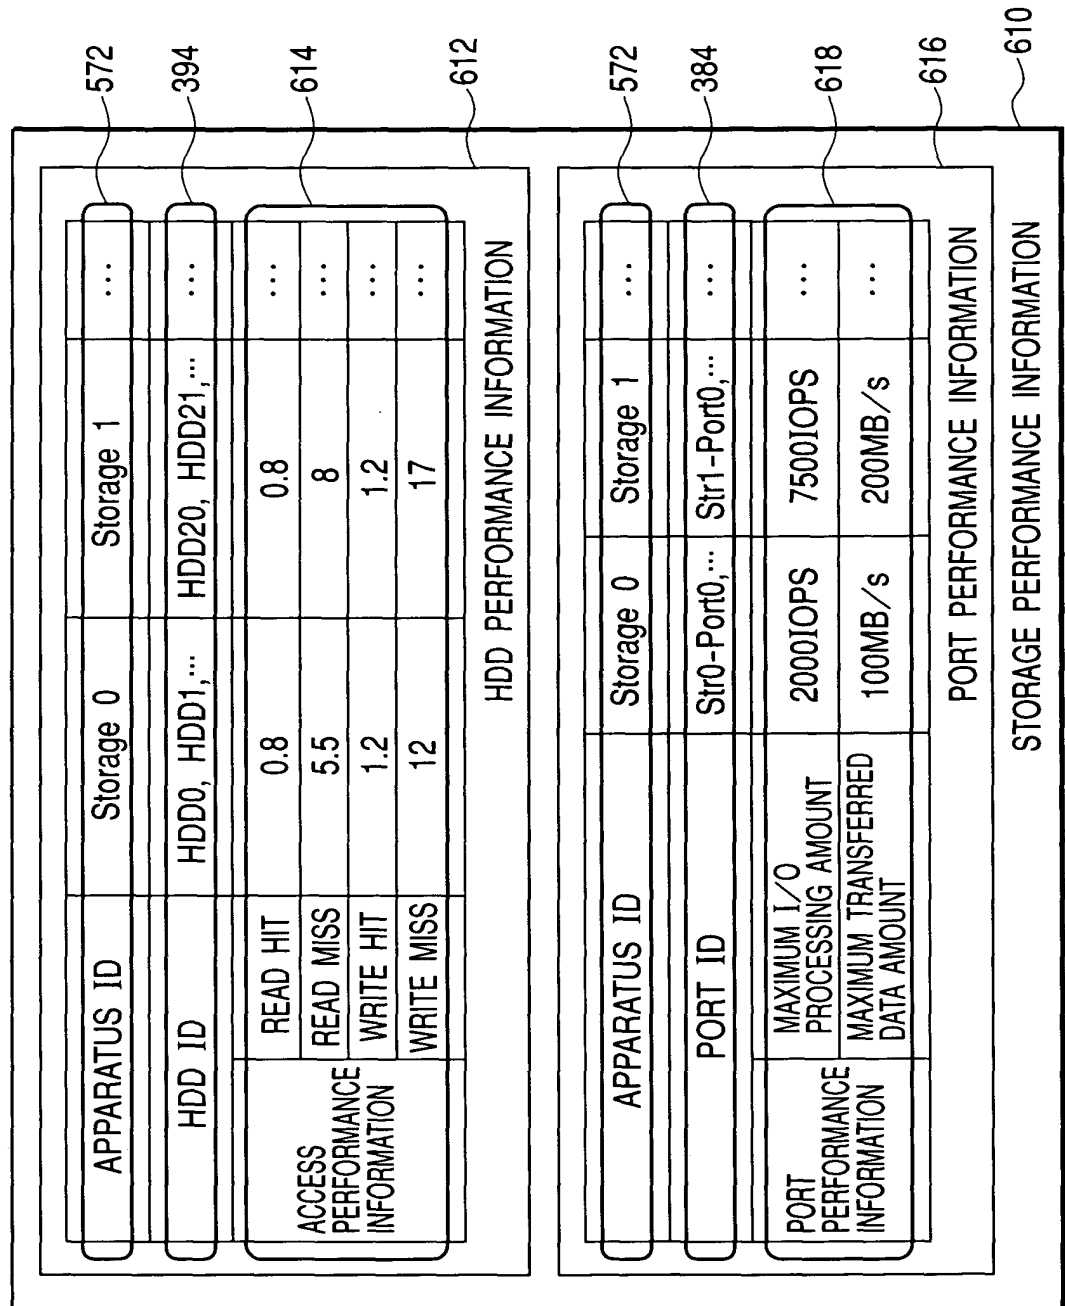 572
APPARATUS ID
Storage 0
Storage 1
...
394
HDD ID
HDD0, HDD1,...
HDD20, HDD21,...
...
614
ACCESS
PERFORMANCE
INFORMATION
READ HIT
0.8
0.8
...
READ MISS
5.5
8
...
WRITE HIT
1.2
1.2
...
WRITE MISS
12
17
...
612
HDD PERFORMANCE INFORMATION
572
APPARATUS ID
Storage 0
Storage 1
...
384
PORT ID
Str0-Port0,...
Str1-Port0,...
...
618
PORT
PERFORMANCE
INFORMATION
MAXIMUM I/O
PROCESSING AMOUNT
2000IOPS
7500IOPS
...
MAXIMUM TRANSFERRED
DATA AMOUNT
100MB/s
200MB/s
...
616
PORT PERFORMANCE INFORMATION
610
STORAGE PERFORMANCE INFORMATION